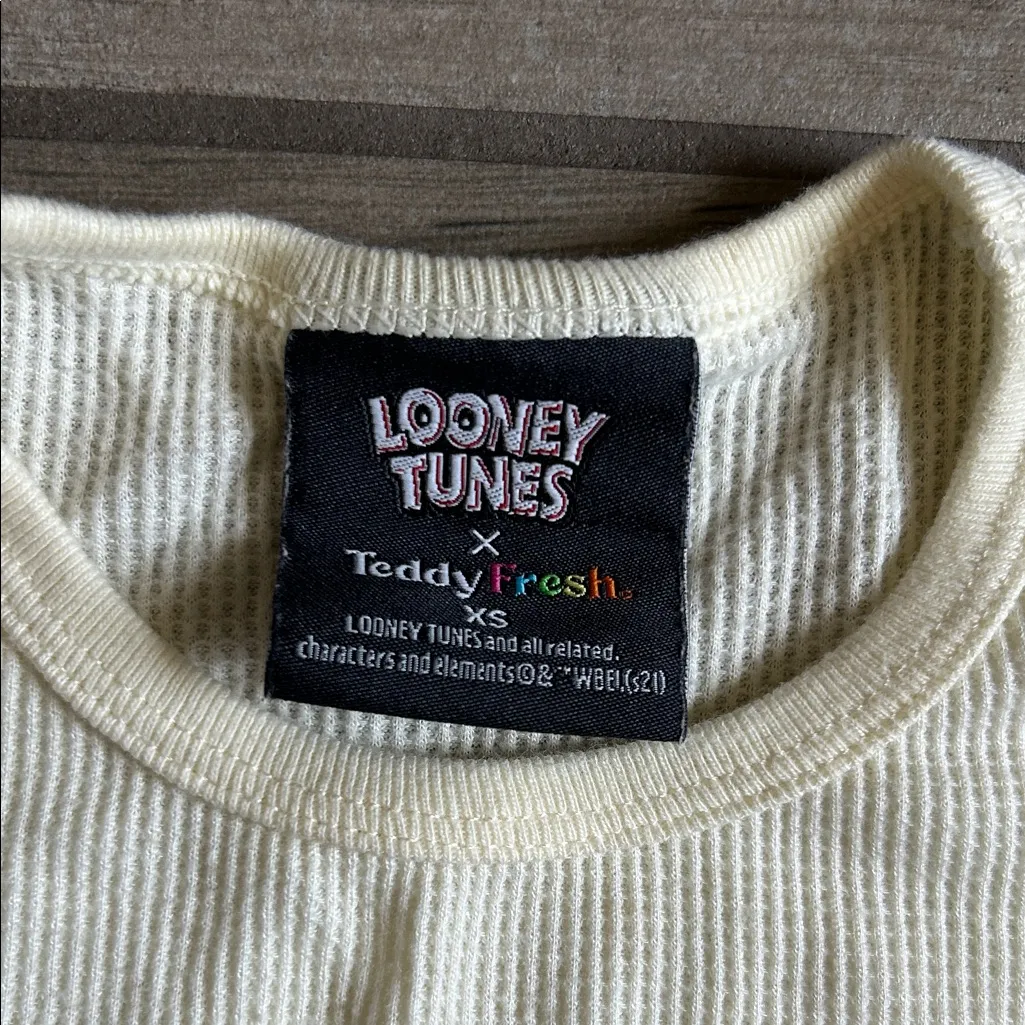 LOONEY
TUNES
X
Teddy Fresh.
XS
LOONEY TUNES and all related.
characters and elements © & ™ WBEI.(s21)